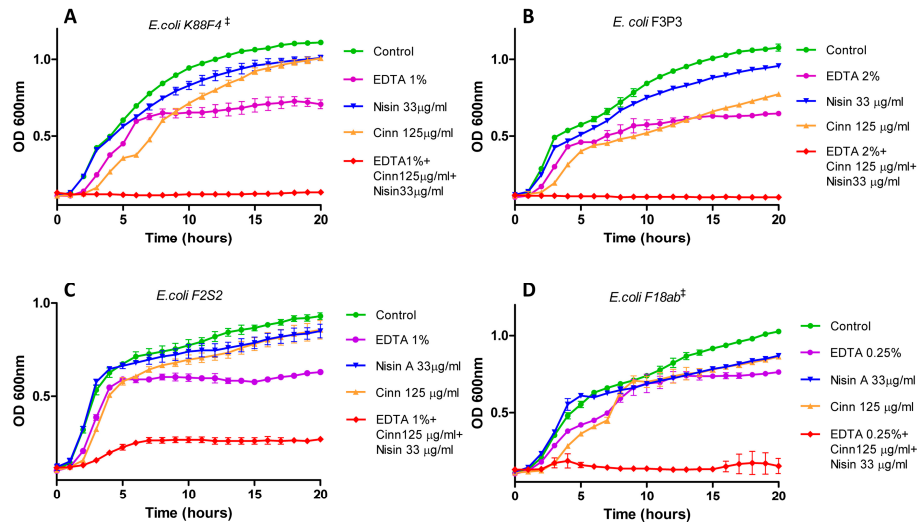 A
E.coli K88F4 ‡
OD 600nm
1.0
0.5
0 5 10 15 20
Time (hours)
Control
EDTA 1%
Nisin 33µg/ml
Cinn 125µg/ml
EDTA1%+
Cinn125µg/ml+
Nisin33µg/ml
B
E. coli F3P3
OD 600nm
1.0
0.5
0 5 10 15 20
Time (hours)
Control
EDTA 2%
Nisin 33 µg/ml
Cinn 125 µg/ml
EDTA 2%+
Cinn 125 µg/ml+
Nisin33 µg/ml
C
E.coli F2S2
OD 600nm
1.0
0.5
0 5 10 15 20
Time (hours)
Control
EDTA 1%
Nisin A 33µg/ml
Cinn 125 µg/ml
EDTA 1%+
Cinn125 µg/ml+
Nisin 33 µg/ml
D
E.coli F18ab‡
OD 600nm
1.0
0.5
0 5 10 15 20
Time (hours)
Control
EDTA 0.25%
Nisin A 33µg/ml
Cinn 125 µg/ml
EDTA 0.25%+
Cinn125 µg/ml+
Nisin 33 µg/ml